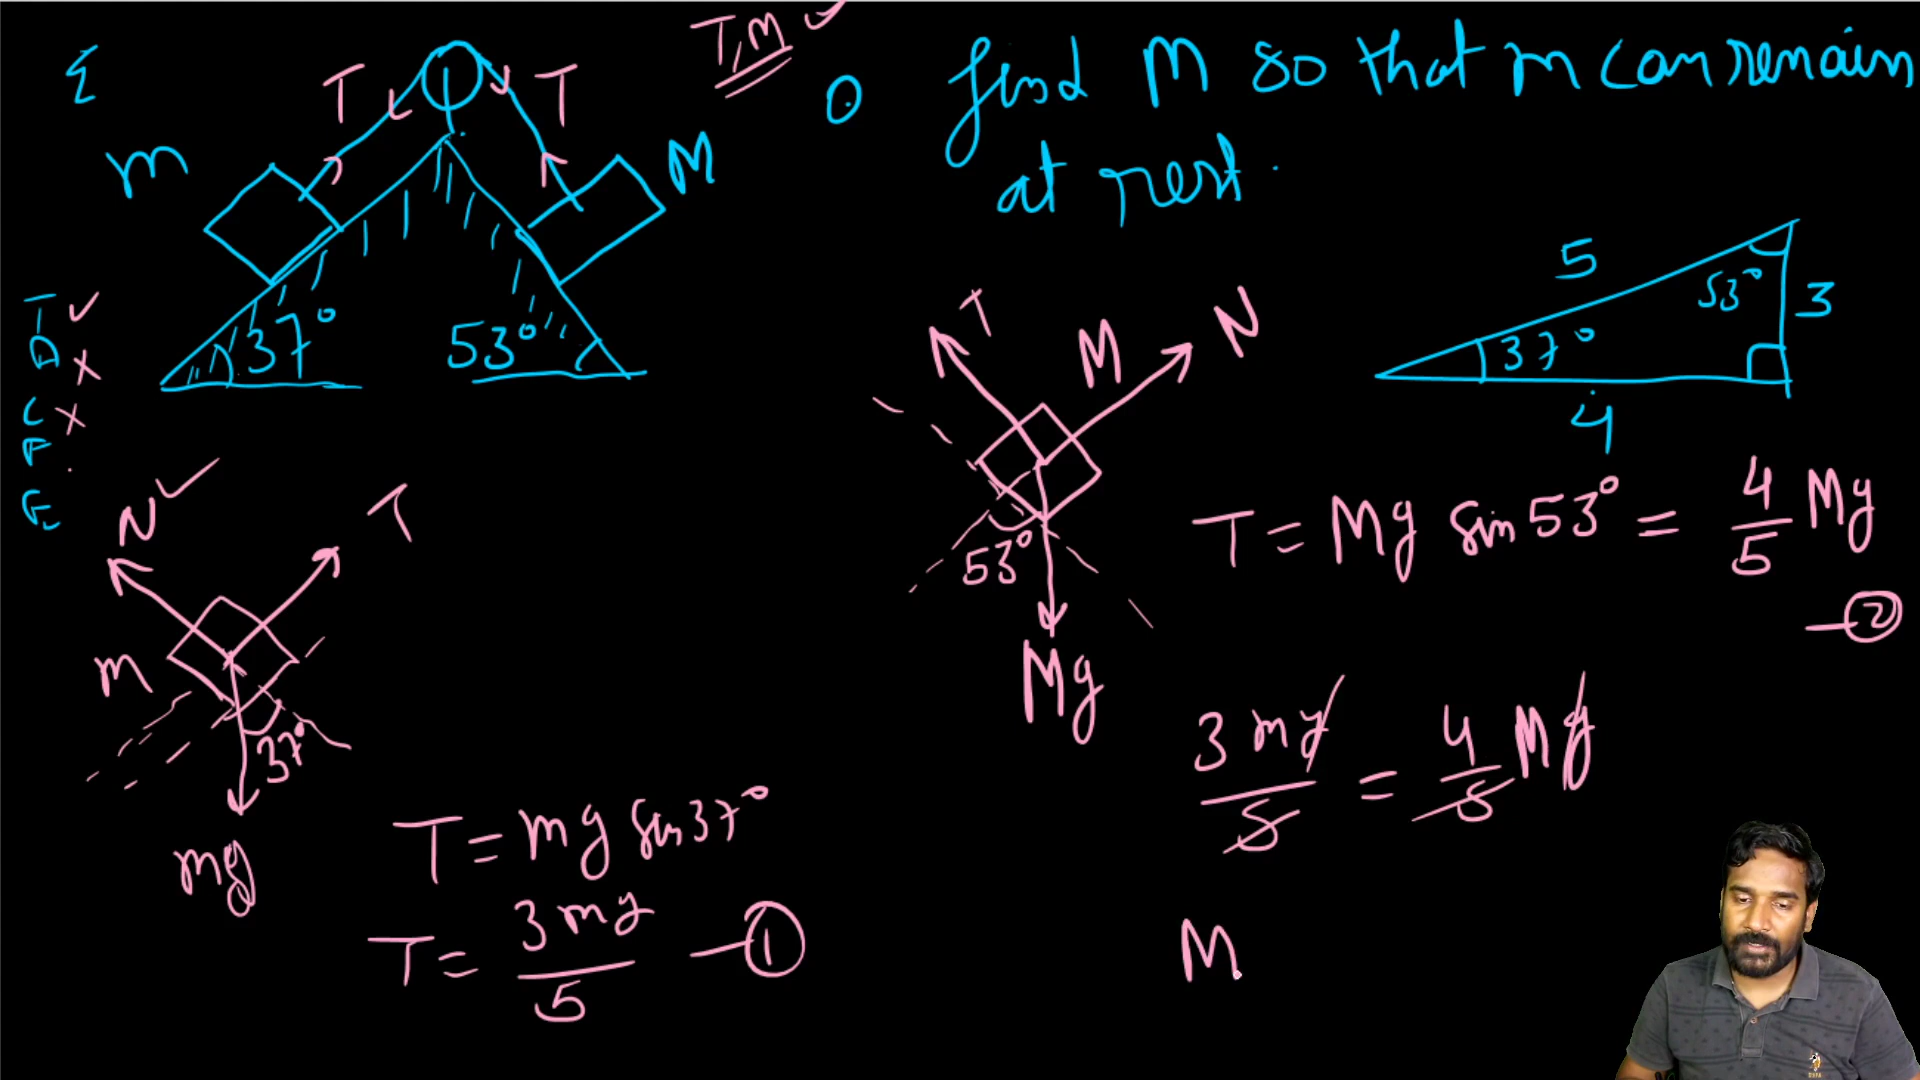 Σ
T
T
T, M ✓
m
M
Q find M so that m can remain
at rest.
37°
53°
5
53°
3
37°
4
T ✓
A ×
C ×
F
E
T
M
N
53°
Mg
T = Mg sin 53° = 4/5 Mg
— ②
N ✓
T
m
37°
mg
T = mg sin 37°
T = 3mg/5 — ①
3mg/5 = 4/5 Mg
M